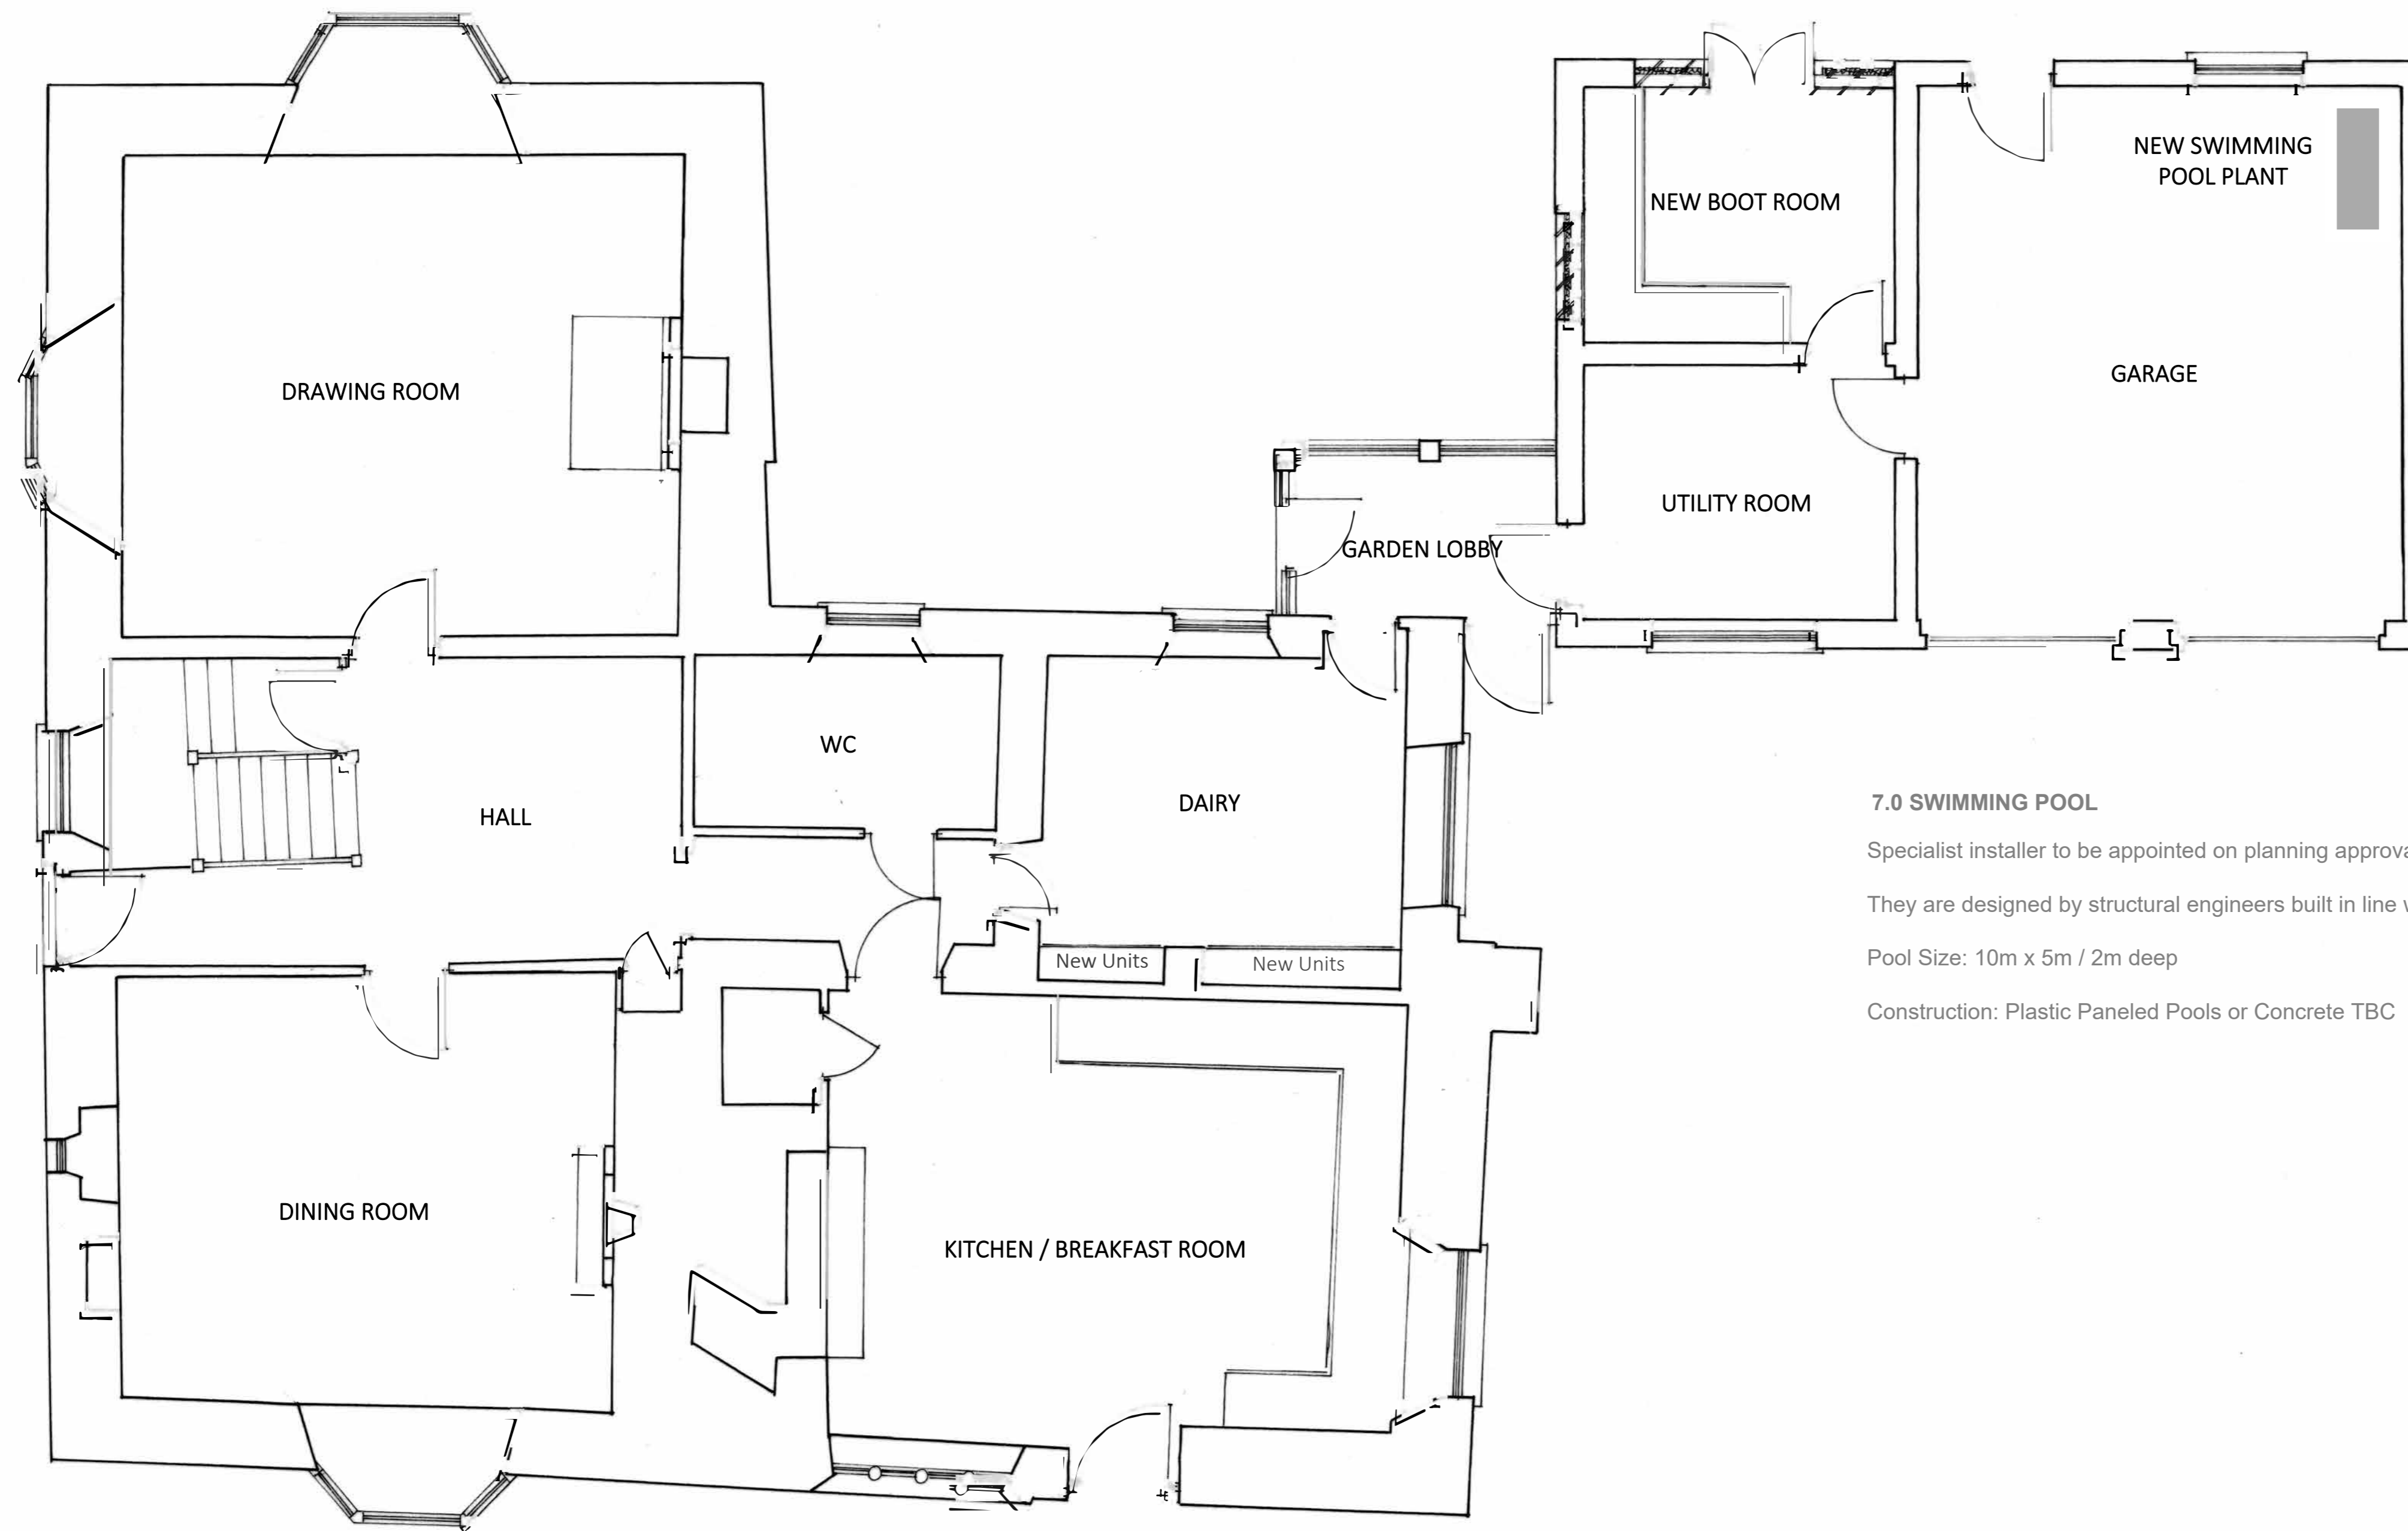 NEW SWIMMING
POOL PLANT
NEW BOOT ROOM
GARAGE
DRAWING ROOM
UTILITY ROOM
GARDEN LOBBY
WC
DAIRY
HALL
7.0 SWIMMING POOL
Specialist installer to be appointed on planning
They are designed by structural engineers built in line
Pool Size: 10m x 5m / 2m deep
New Units
New Units
Construction: Plastic Paneled Pools or Concrete TBC
DINING ROOM
KITCHEN / BREAKFAST ROOM